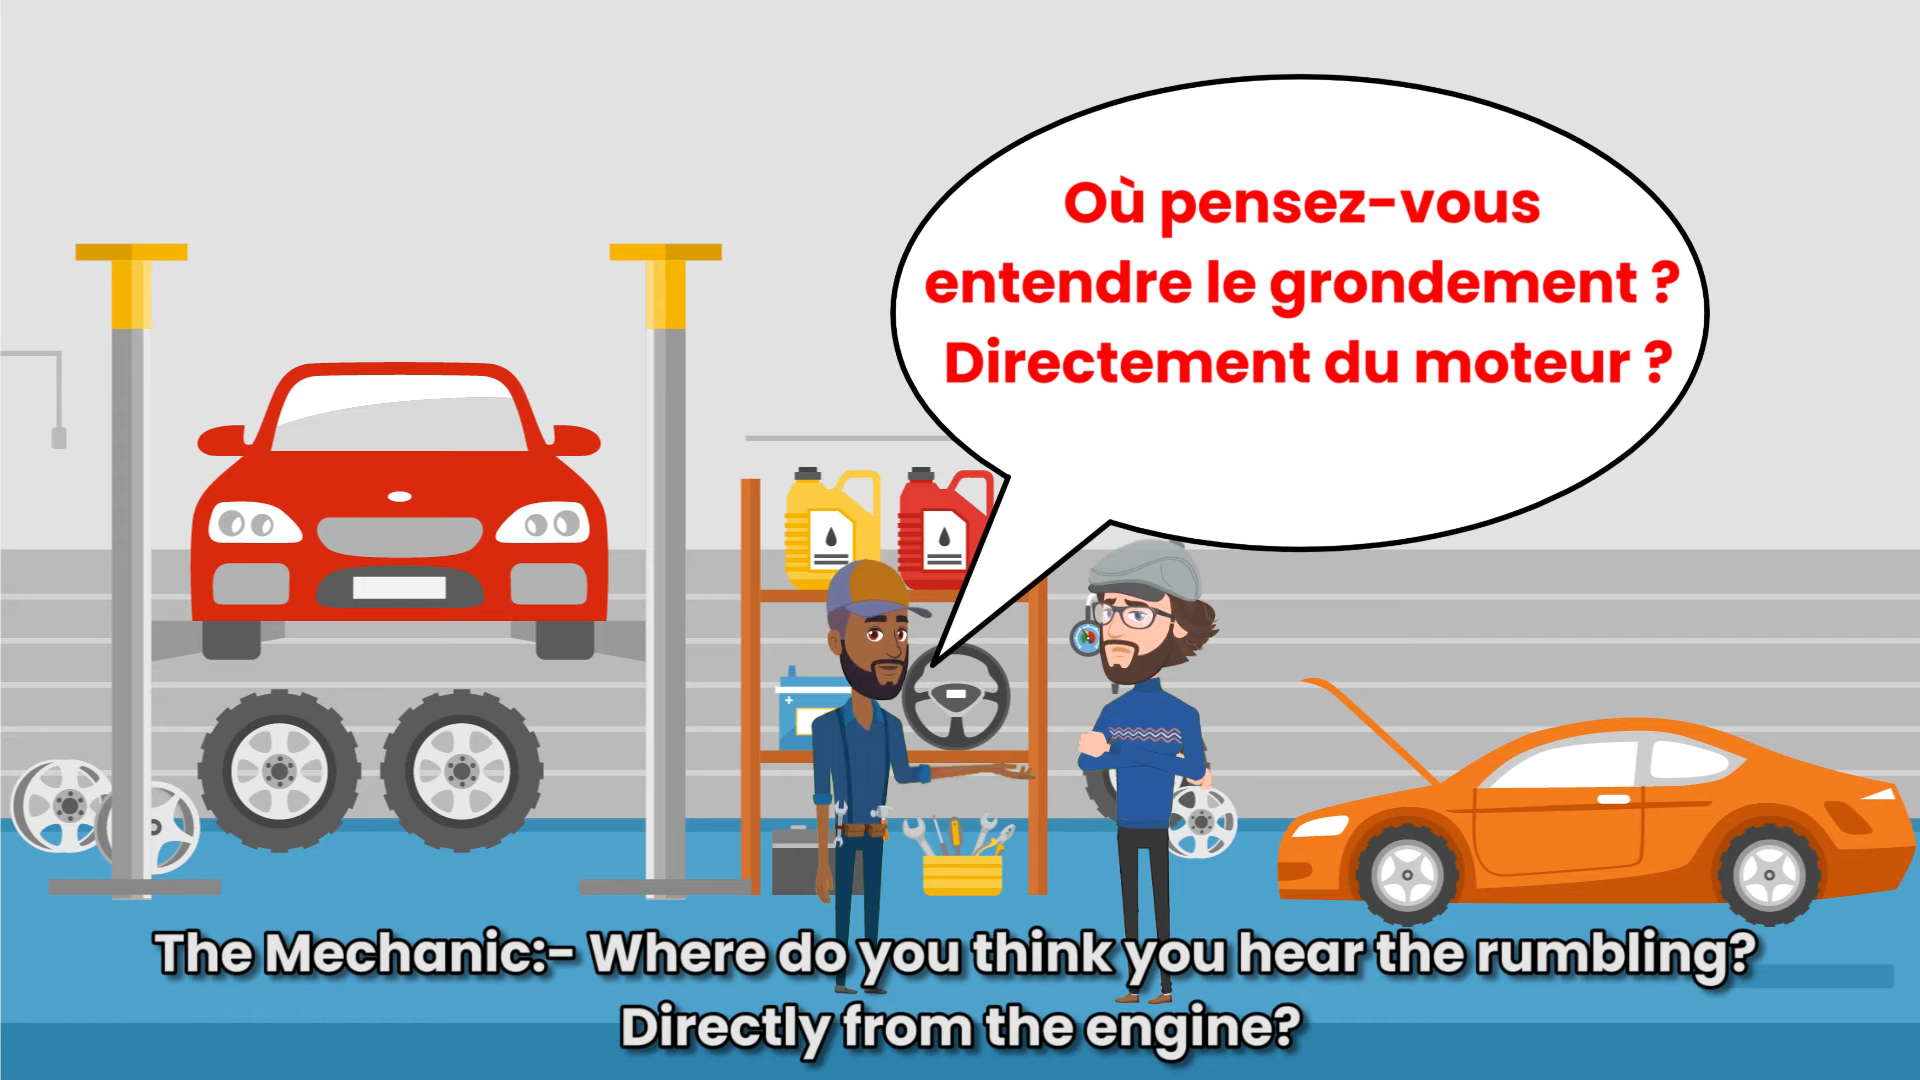 Où pensez-vous
entendre le grondement ?
Directement du moteur ?
The Mechanic:- Where do you think you hear the rumbling?
Directly from the engine?